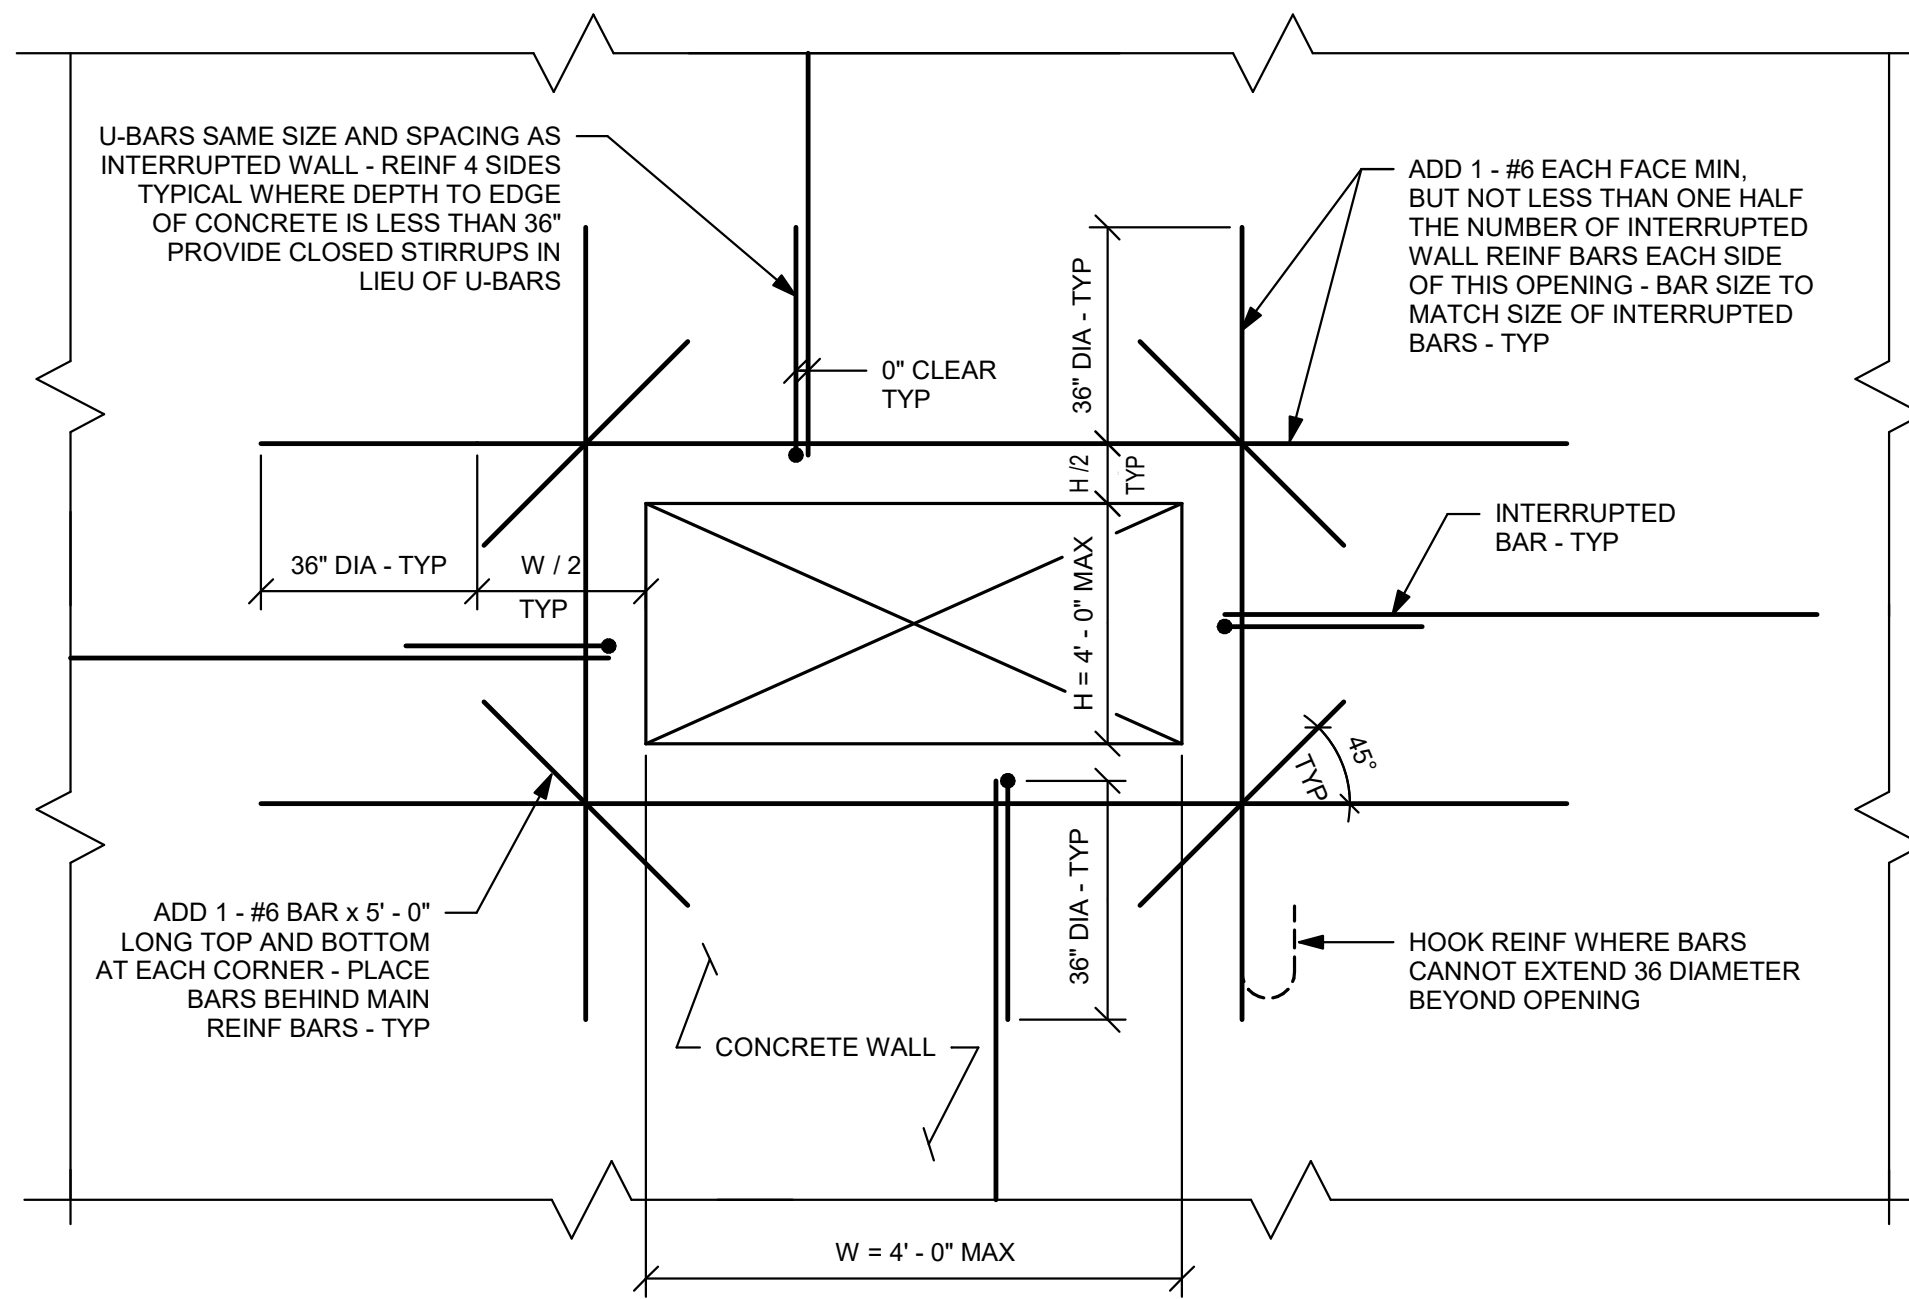 U-BARS SAME SIZE AND SPACING AS
INTERRUPTED WALL - REINF 4 SIDES
TYPICAL WHERE DEPTH TO EDGE
OF CONCRETE IS LESS THAN 36"
PROVIDE CLOSED STIRRUPS IN
LIEU OF U-BARS
ADD 1 - #6 EACH FACE MIN,
BUT NOT LESS THAN ONE HALF
THE NUMBER OF INTERRUPTED
WALL REINF BARS EACH SIDE
OF THIS OPENING - BAR SIZE TO
MATCH SIZE OF INTERRUPTED
BARS - TYP
36" DIA - TYP
0" CLEAR
TYP
H /2
TYP
INTERRUPTED
BAR - TYP
36" DIA - TYP
W / 2
TYP
H = 4' - 0" MAX
45°
TYP
36" DIA - TYP
ADD 1 - #6 BAR x 5' - 0"
LONG TOP AND BOTTOM
AT EACH CORNER - PLACE
BARS BEHIND MAIN
REINF BARS - TYP
HOOK REINF WHERE BARS
CANNOT EXTEND 36 DIAMETER
BEYOND OPENING
CONCRETE WALL
W = 4' - 0" MAX